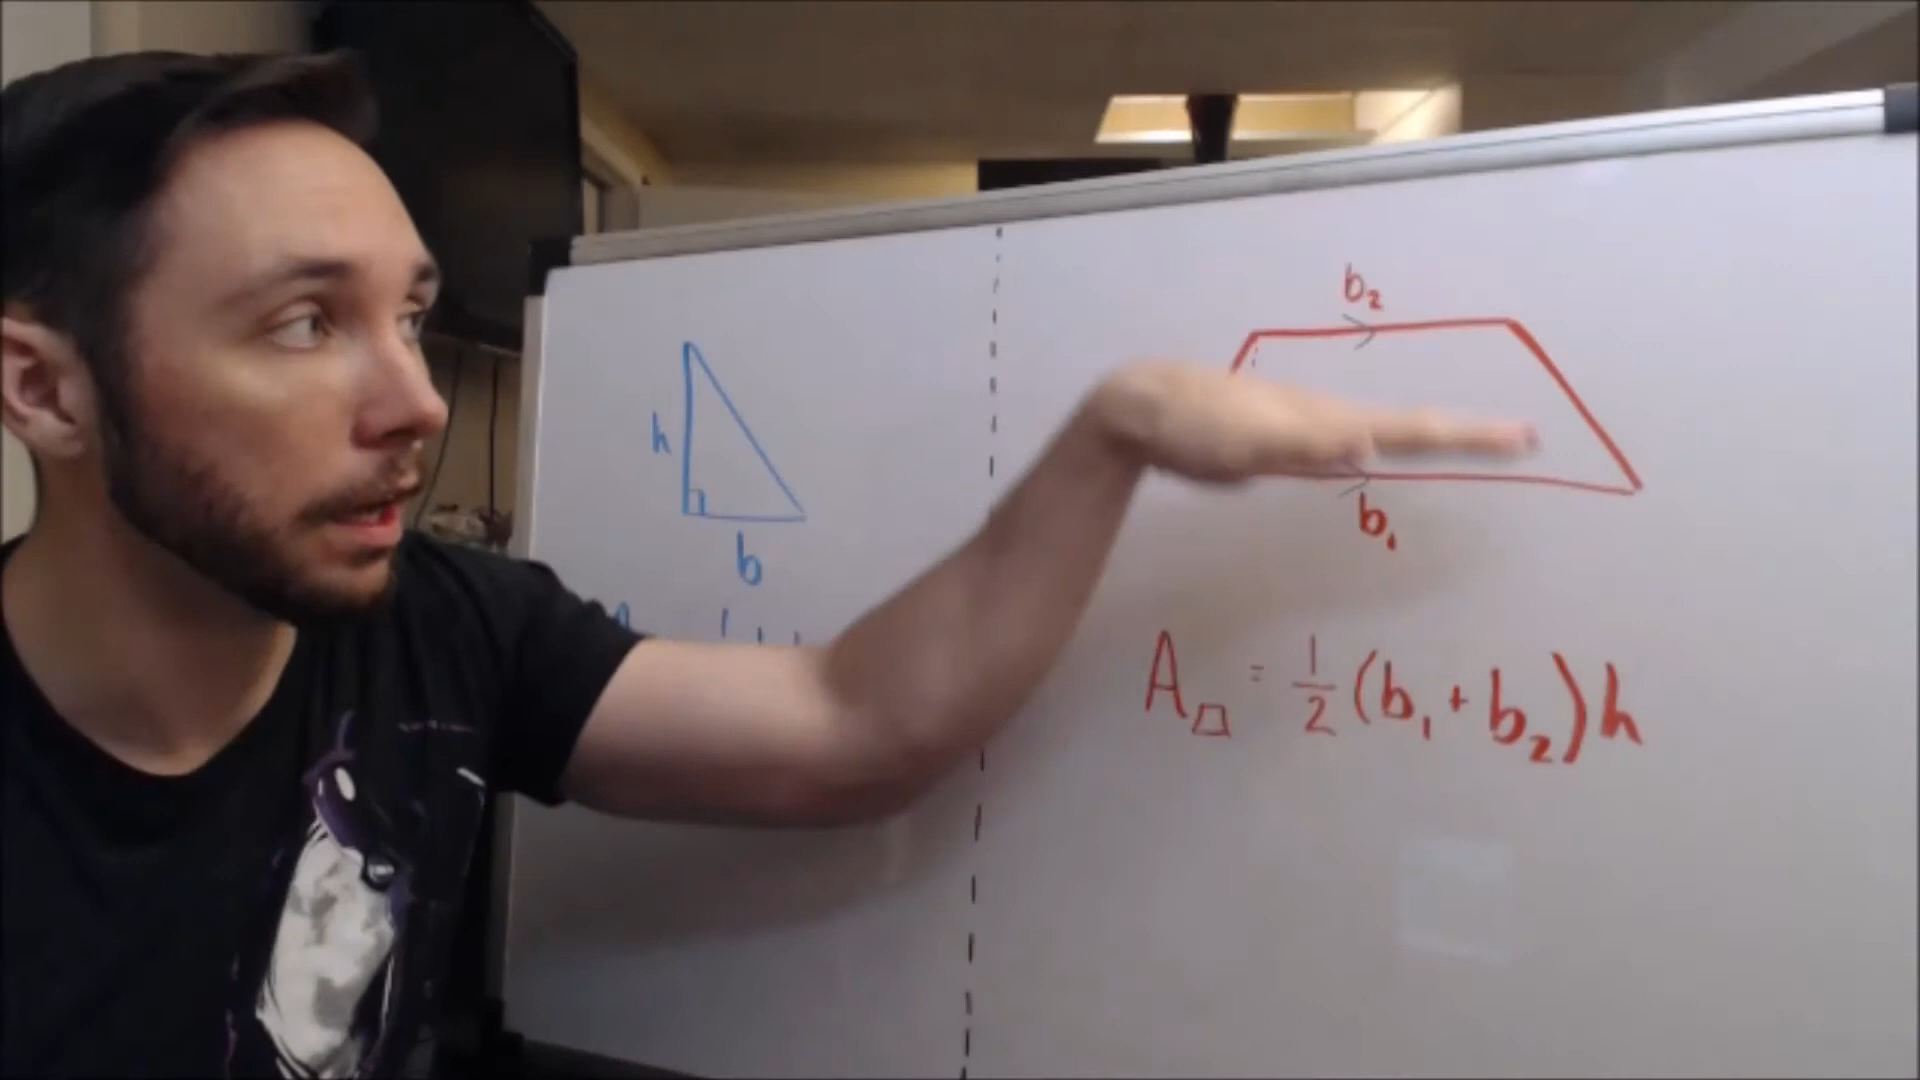 h
b
b₂
b₁
A▱ = 1/2 (b₁ + b₂)h